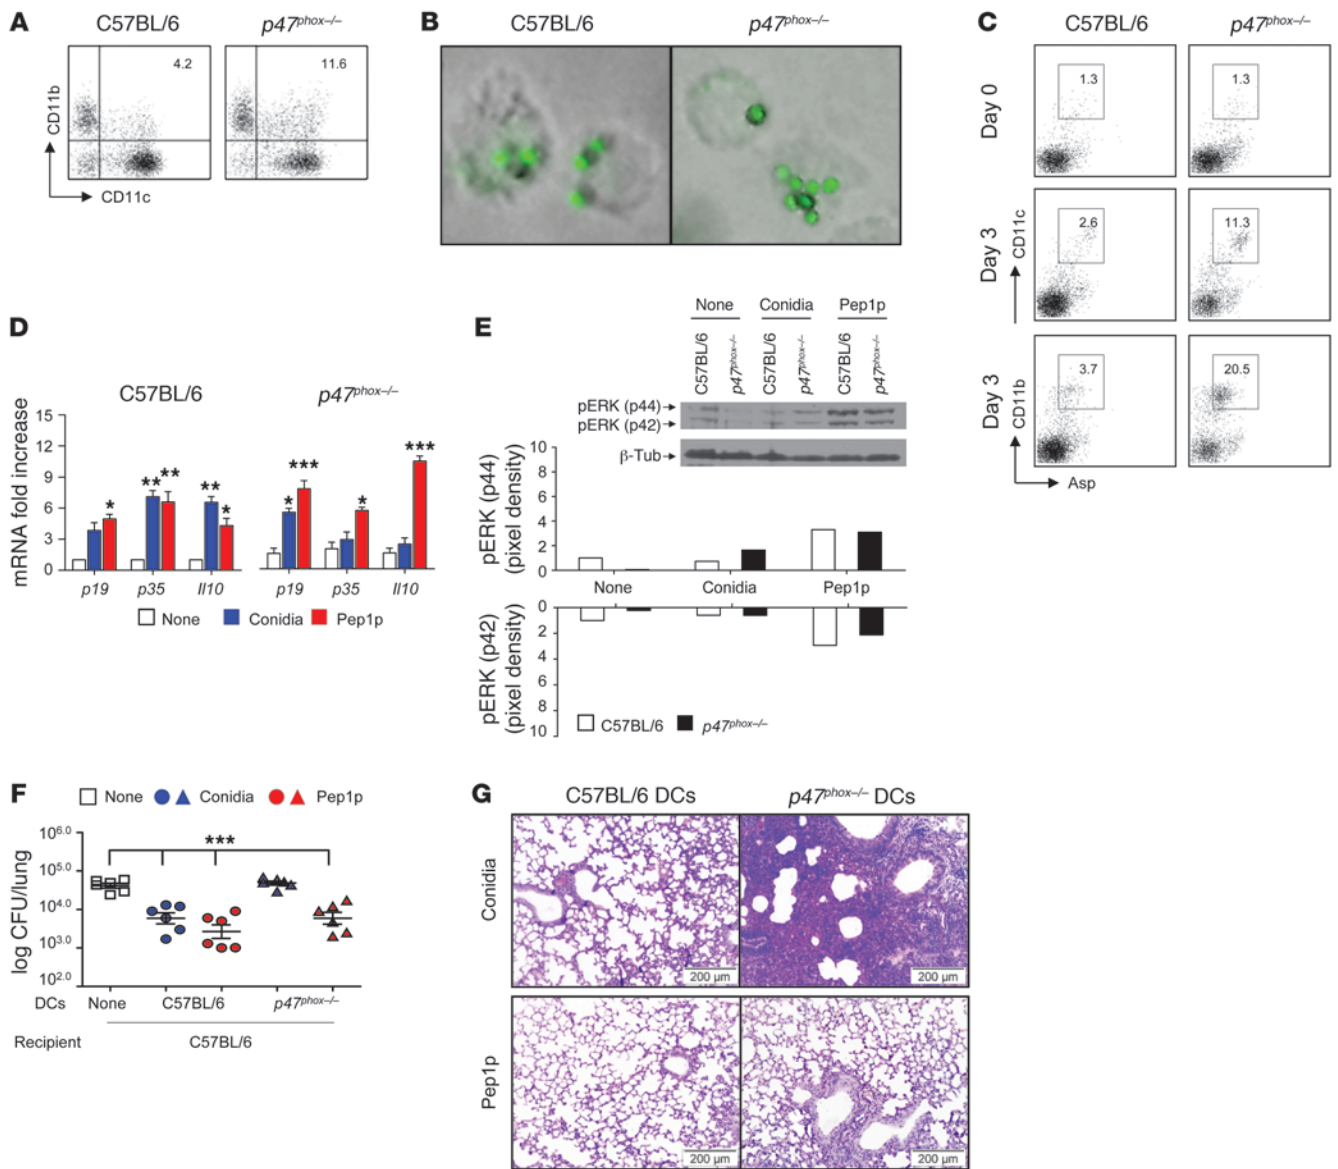 A
C57BL/6
p47phox–/–
4.2
11.6
CD11b
CD11c
B
C57BL/6
p47phox–/–
C
C57BL/6
p47phox–/–
Day 0
1.3
1.3
Day 3
CD11c
2.6
11.3
Day 3
CD11b
3.7
20.5
Asp
D
C57BL/6
p47phox–/–
mRNA fold increase
15
12
9
6
3
0
*
**
**
**
*
*
***
*
***
p19
p35
Il10
p19
p35
Il10
None
Conidia
Pep1p
E
None
Conidia
Pep1p
C57BL/6
p47phox–/–
C57BL/6
p47phox–/–
C57BL/6
p47phox–/–
pERK (p44)
pERK (p42)
β-Tub
pERK (p44)
(pixel density)
10
8
6
4
2
0
None
Conidia
Pep1p
pERK (p42)
(pixel density)
0
2
4
6
8
10
C57BL/6
p47phox–/–
F
None
Conidia
Pep1p
log CFU/lung
10^6.0
10^5.0
10^4.0
10^3.0
10^2.0
***
DCs
None
C57BL/6
p47phox–/–
Recipient
C57BL/6
G
C57BL/6 DCs
p47phox–/– DCs
Conidia
200 µm
200 µm
Pep1p
200 µm
200 µm